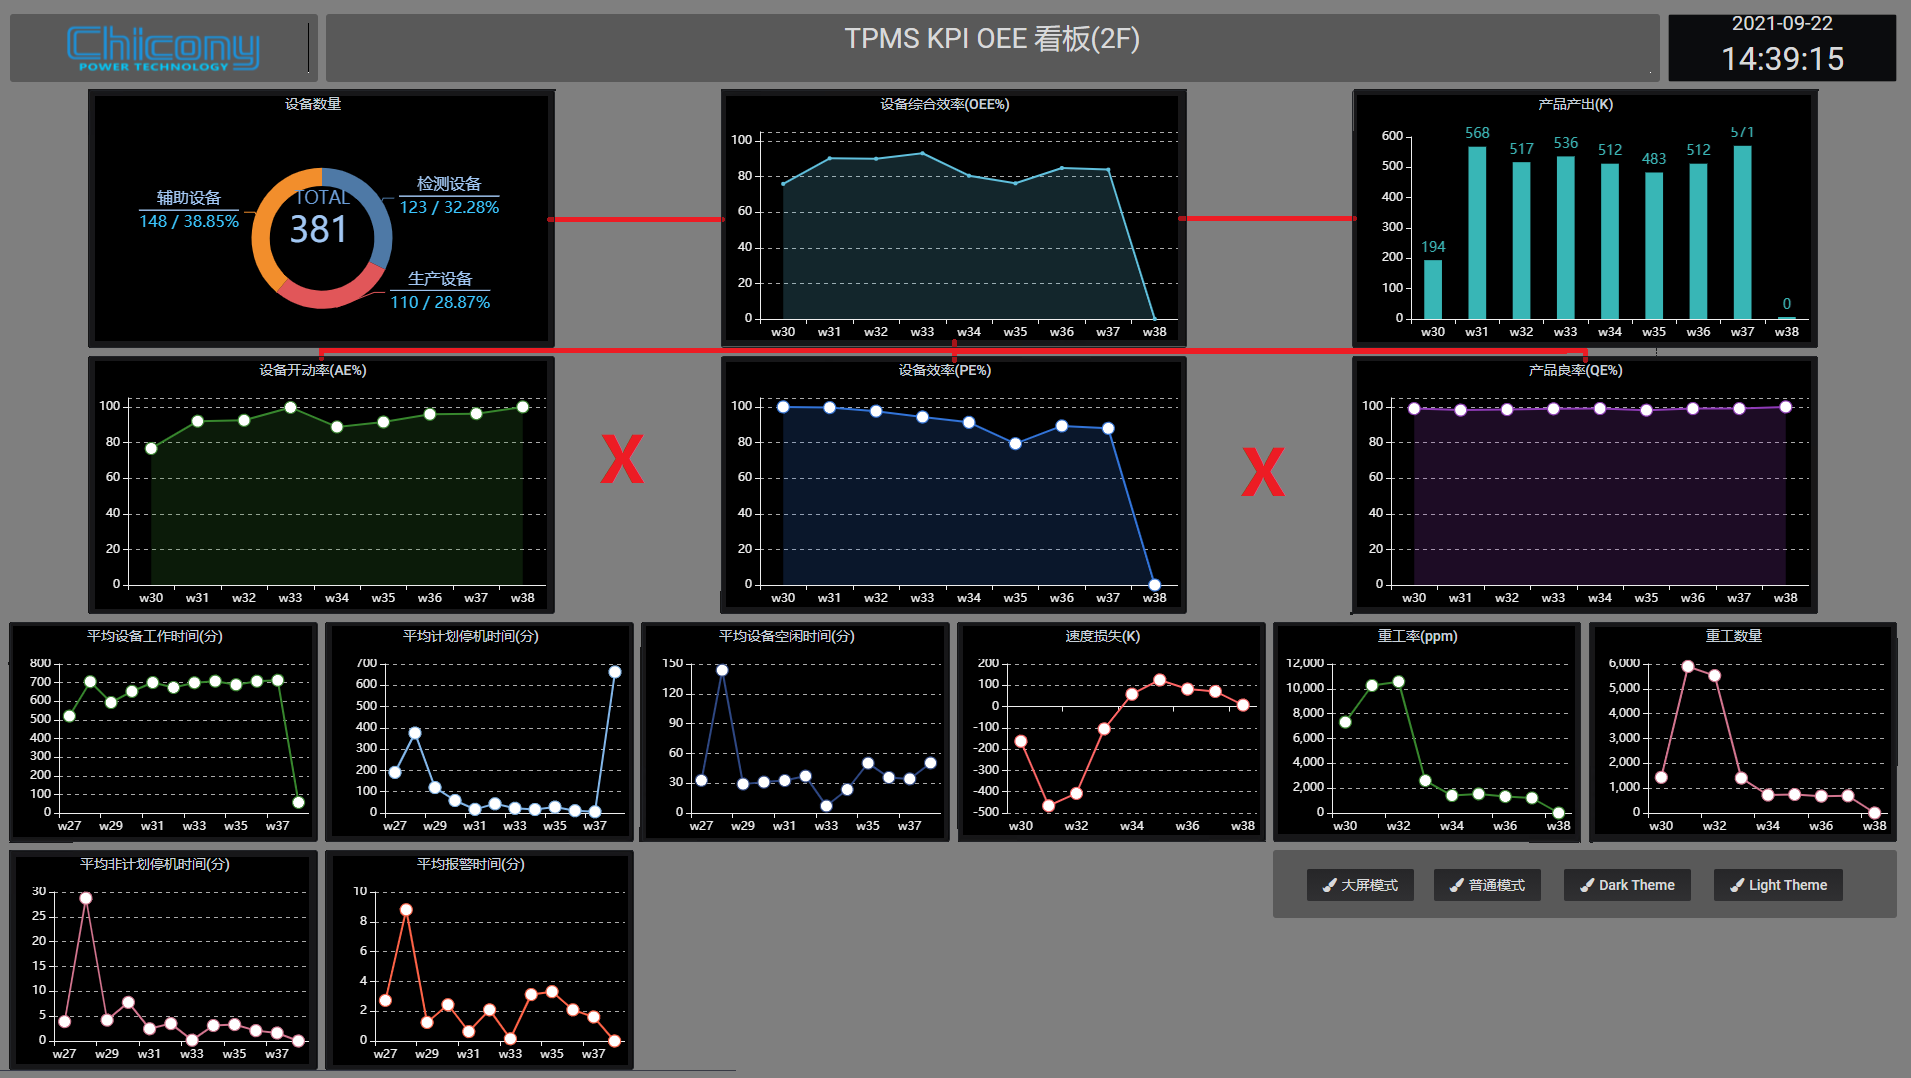 Chicony
POWER TECHNOLOGY
TPMS KPI OEE 看板(2F)
2021-09-22
14:39:15
设备数量
辅助设备
148 / 38.85%
TOTAL
381
检测设备
123 / 32.28%
生产设备
110 / 28.87%
设备综合效率(OEE%)
100
80
60
40
20
0
w30 w31 w32 w33 w34 w35 w36 w37 w38
产品产出(K)
600
500
400
300
200
100
0
194 568 517 536 512 483 512 571 0
w30 w31 w32 w33 w34 w35 w36 w37 w38
设备开动率(AE%)
100
80
60
40
20
0
w30 w31 w32 w33 w34 w35 w36 w37 w38
X
设备效率(PE%)
100
80
60
40
20
0
w30 w31 w32 w33 w34 w35 w36 w37 w38
X
产品良率(QE%)
100
80
60
40
20
0
w30 w31 w32 w33 w34 w35 w36 w37 w38
平均设备工作时间(分)
800
700
600
500
400
300
200
100
0
w27 w29 w31 w33 w35 w37
平均计划停机时间(分)
700
600
500
400
300
200
100
0
w27 w29 w31 w33 w35 w37
平均设备空闲时间(分)
150
120
90
60
30
0
w27 w29 w31 w33 w35 w37
速度损失(K)
200
100
0
-100
-200
-300
-400
-500
w30 w32 w34 w36 w38
重工率(ppm)
12,000
10,000
8,000
6,000
4,000
2,000
0
w30 w32 w34 w36 w38
重工数量
6,000
5,000
4,000
3,000
2,000
1,000
0
w30 w32 w34 w36 w38
平均非计划停机时间(分)
30
25
20
15
10
5
0
w27 w29 w31 w33 w35 w37
平均报警时间(分)
10
8
6
4
2
0
w27 w29 w31 w33 w35 w37
大屏模式
普通模式
Dark Theme
Light Theme